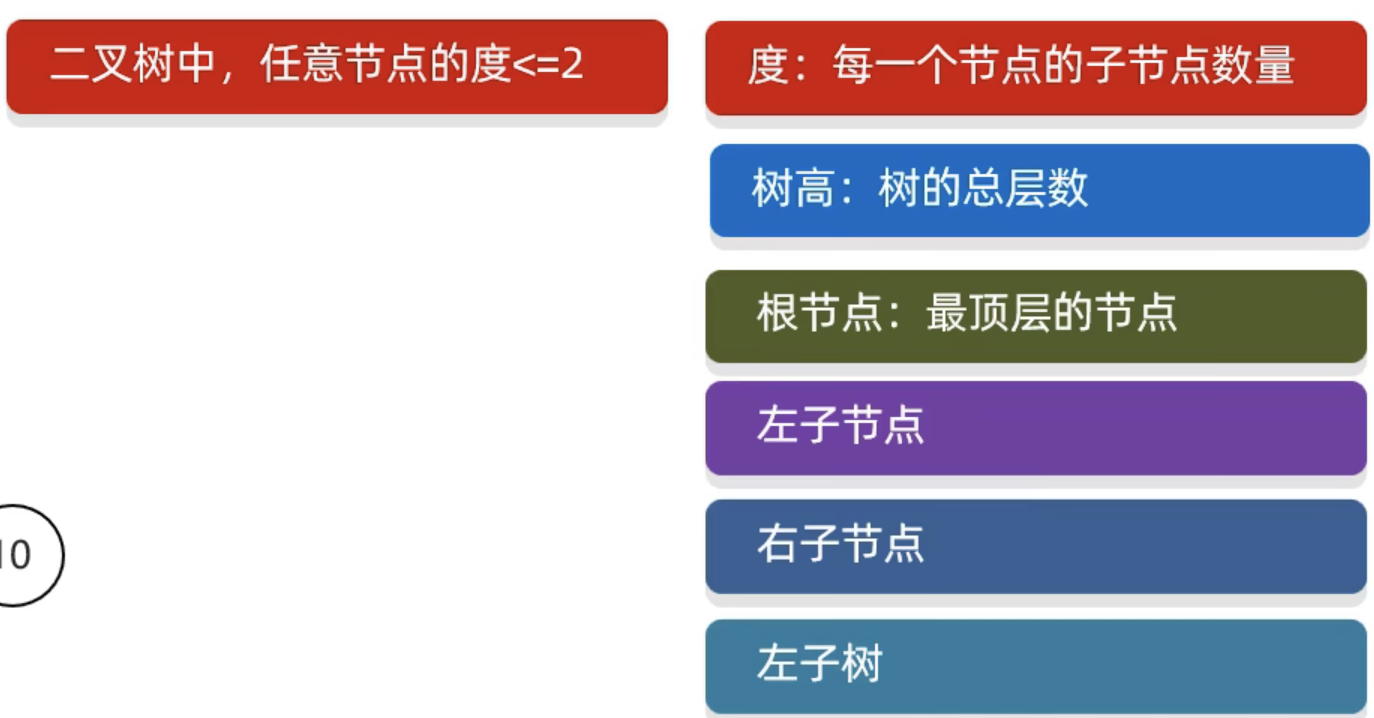 二叉树中，任意节点的度<=2
度：每一个节点的子节点数量
树高：树的总层数
根节点：最顶层的节点
左子节点
右子节点
10
左子树